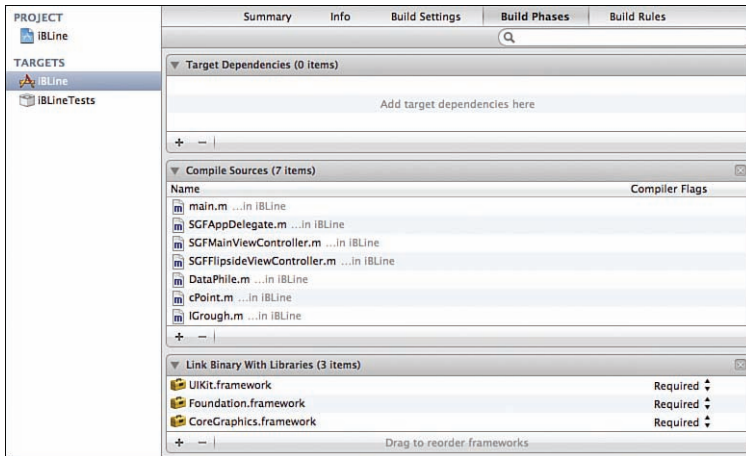 PROJECT
iBLine
TARGETS
iBLine
iBLineTests
Summary Info Build Settings Build Phases Build Rules
Target Dependencies (0 items)
Add target dependencies here
Compile Sources (7 items)
Name Compiler Flags
main.m ...in iBLine
SGFAppDelegate.m ...in iBLine
SGFMainViewController.m ...in iBLine
SGFFlipsideViewController.m ...in iBLine
DataPhile.m ...in iBLine
cPoint.m ...in iBLine
IGrough.m ...in iBLine
Link Binary With Libraries (3 items)
UIKit.framework Required
Foundation.framework Required
CoreGraphics.framework Required
Drag to reorder frameworks